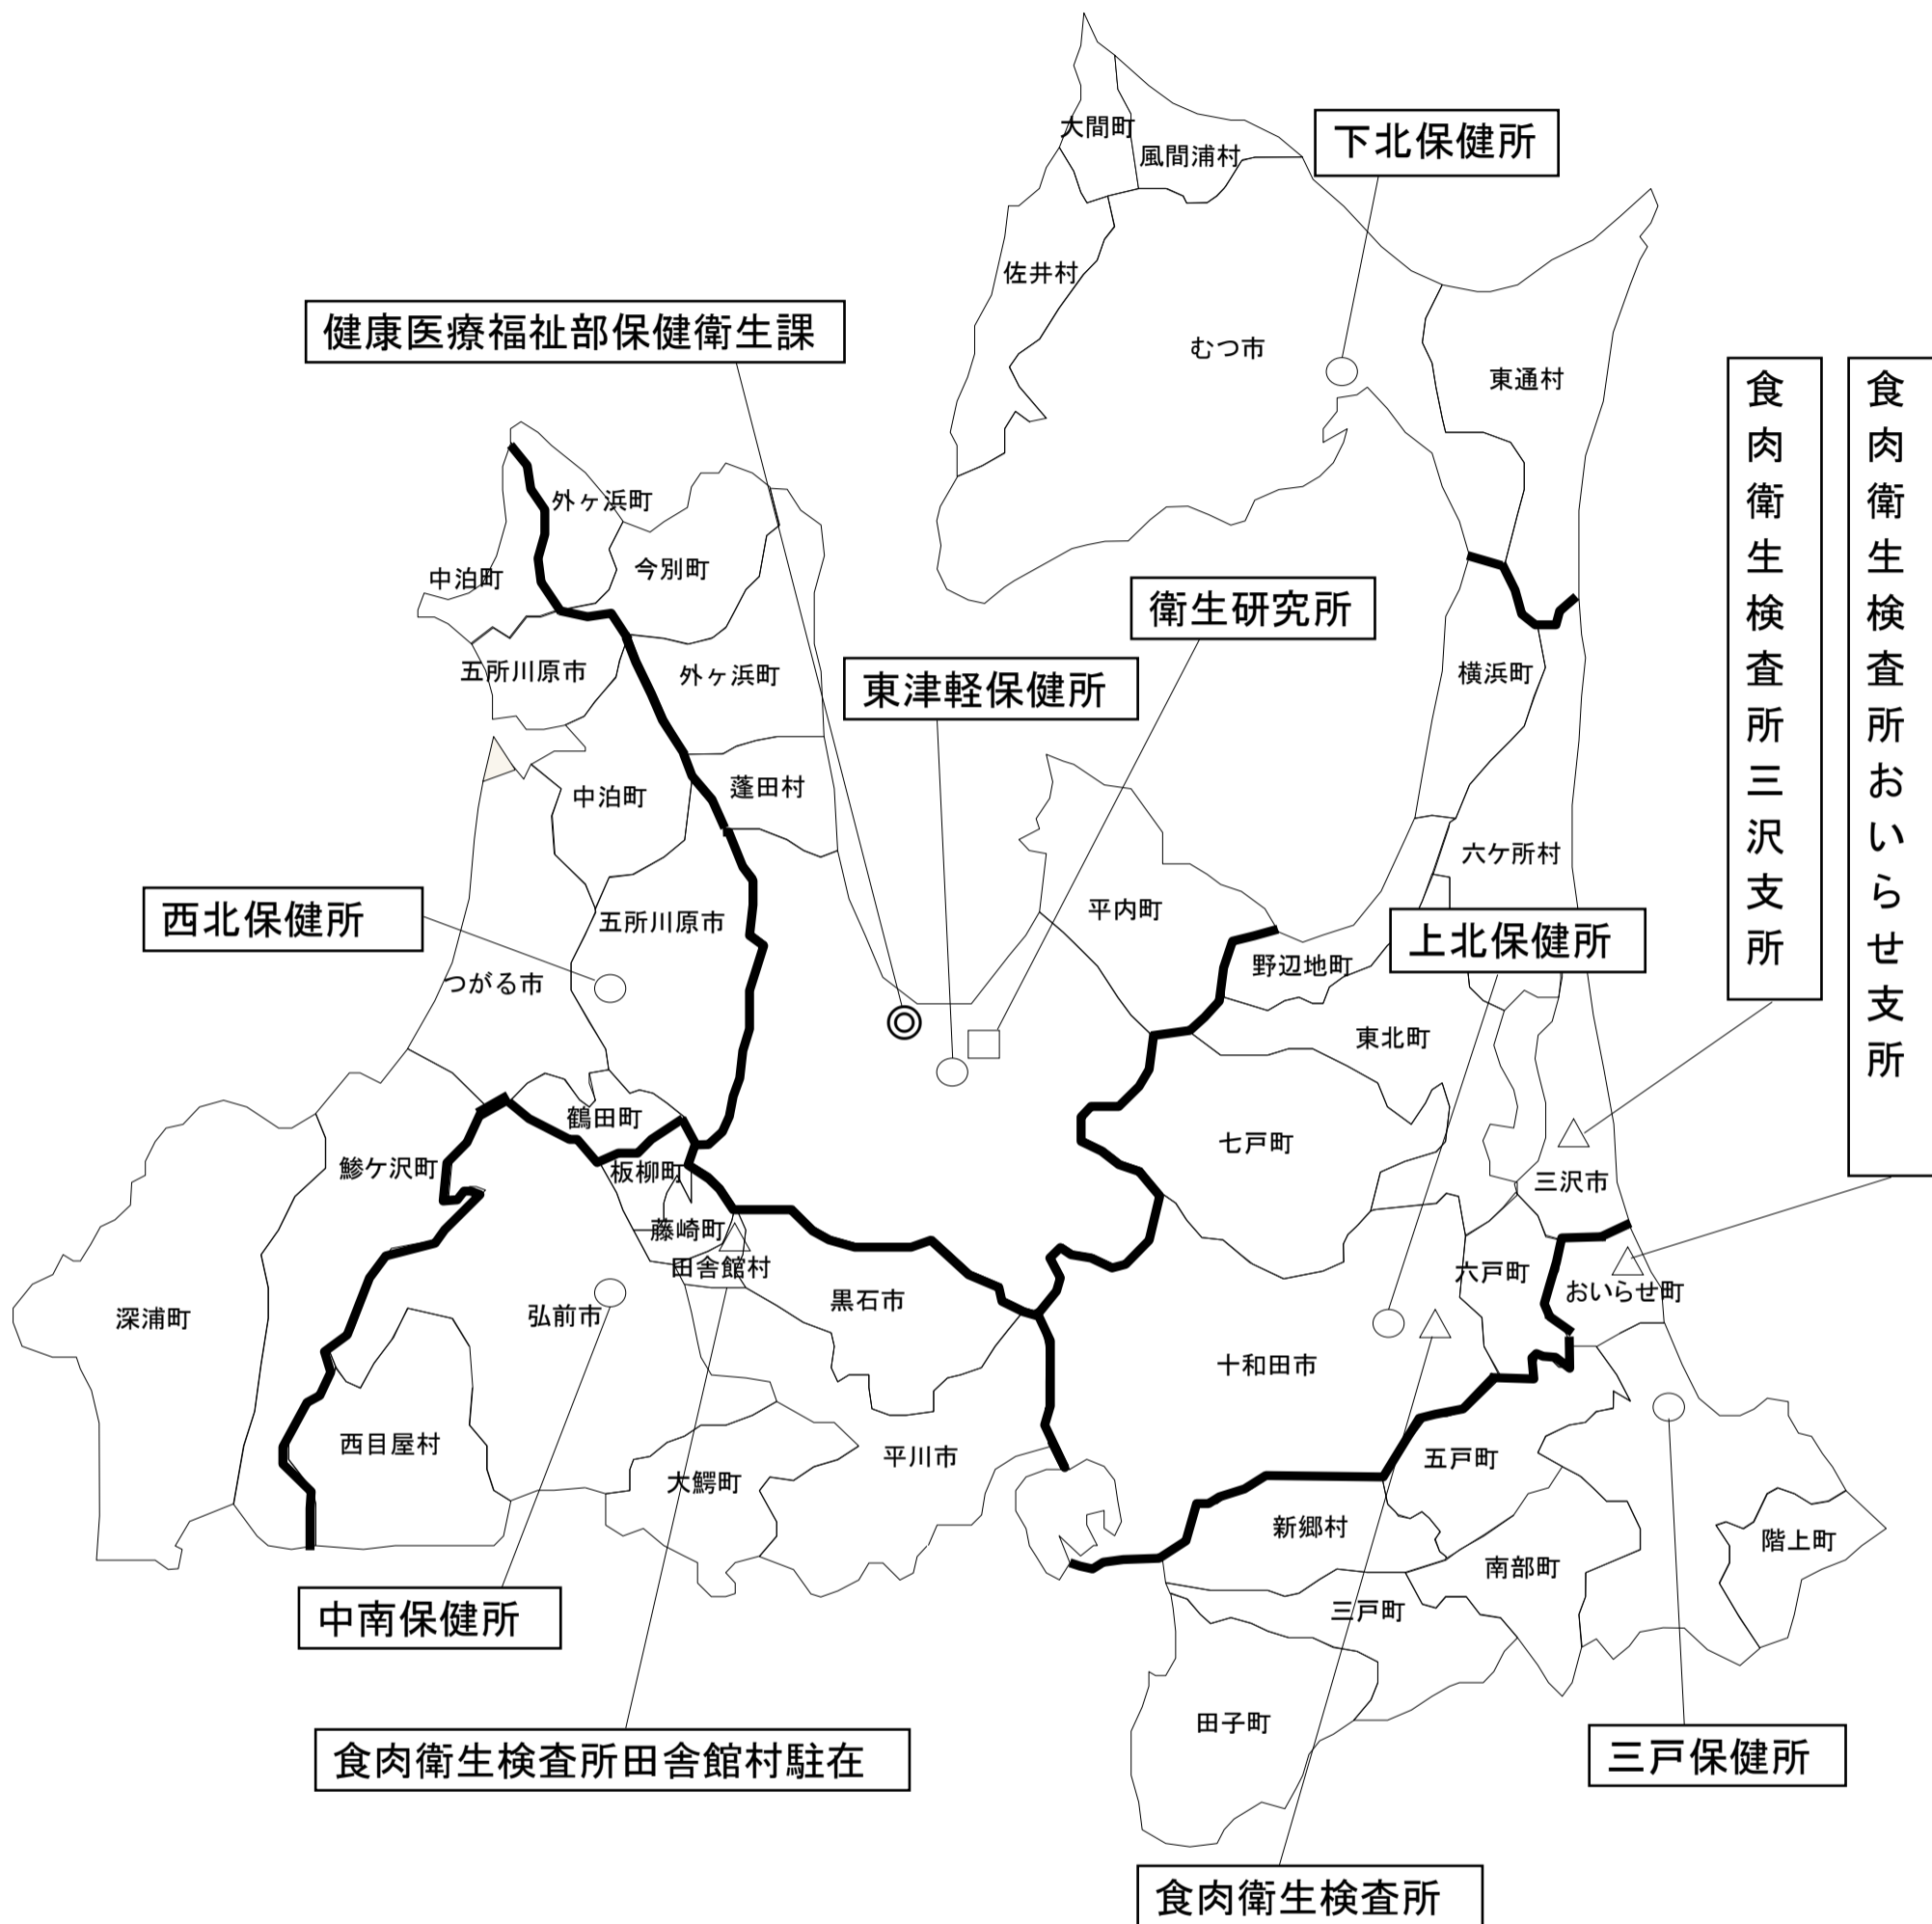 大間町
風間浦村
下北保健所
佐井村
むつ市
東通村
健康医療福祉部保健衛生課
食肉衛生検査所三沢支所
食肉衛生検査所おいらせ支所
外ヶ浜町
今別町
中泊町
衛生研究所
五所川原市
外ヶ浜町
東津軽保健所
横浜町
中泊町
蓬田村
六ケ所村
西北保健所
五所川原市
平内町
上北保健所
野辺地町
つがる市
東北町
鶴田町
七戸町
鰺ケ沢町
板柳町
三沢市
藤崎町
田舎館村
六戸町
おいらせ町
深浦町
弘前市
黒石市
十和田市
西目屋村
平川市
五戸町
大鰐町
新郷村
階上町
南部町
中南保健所
三戸町
田子町
食肉衛生検査所田舎館村駐在
三戸保健所
食肉衛生検査所